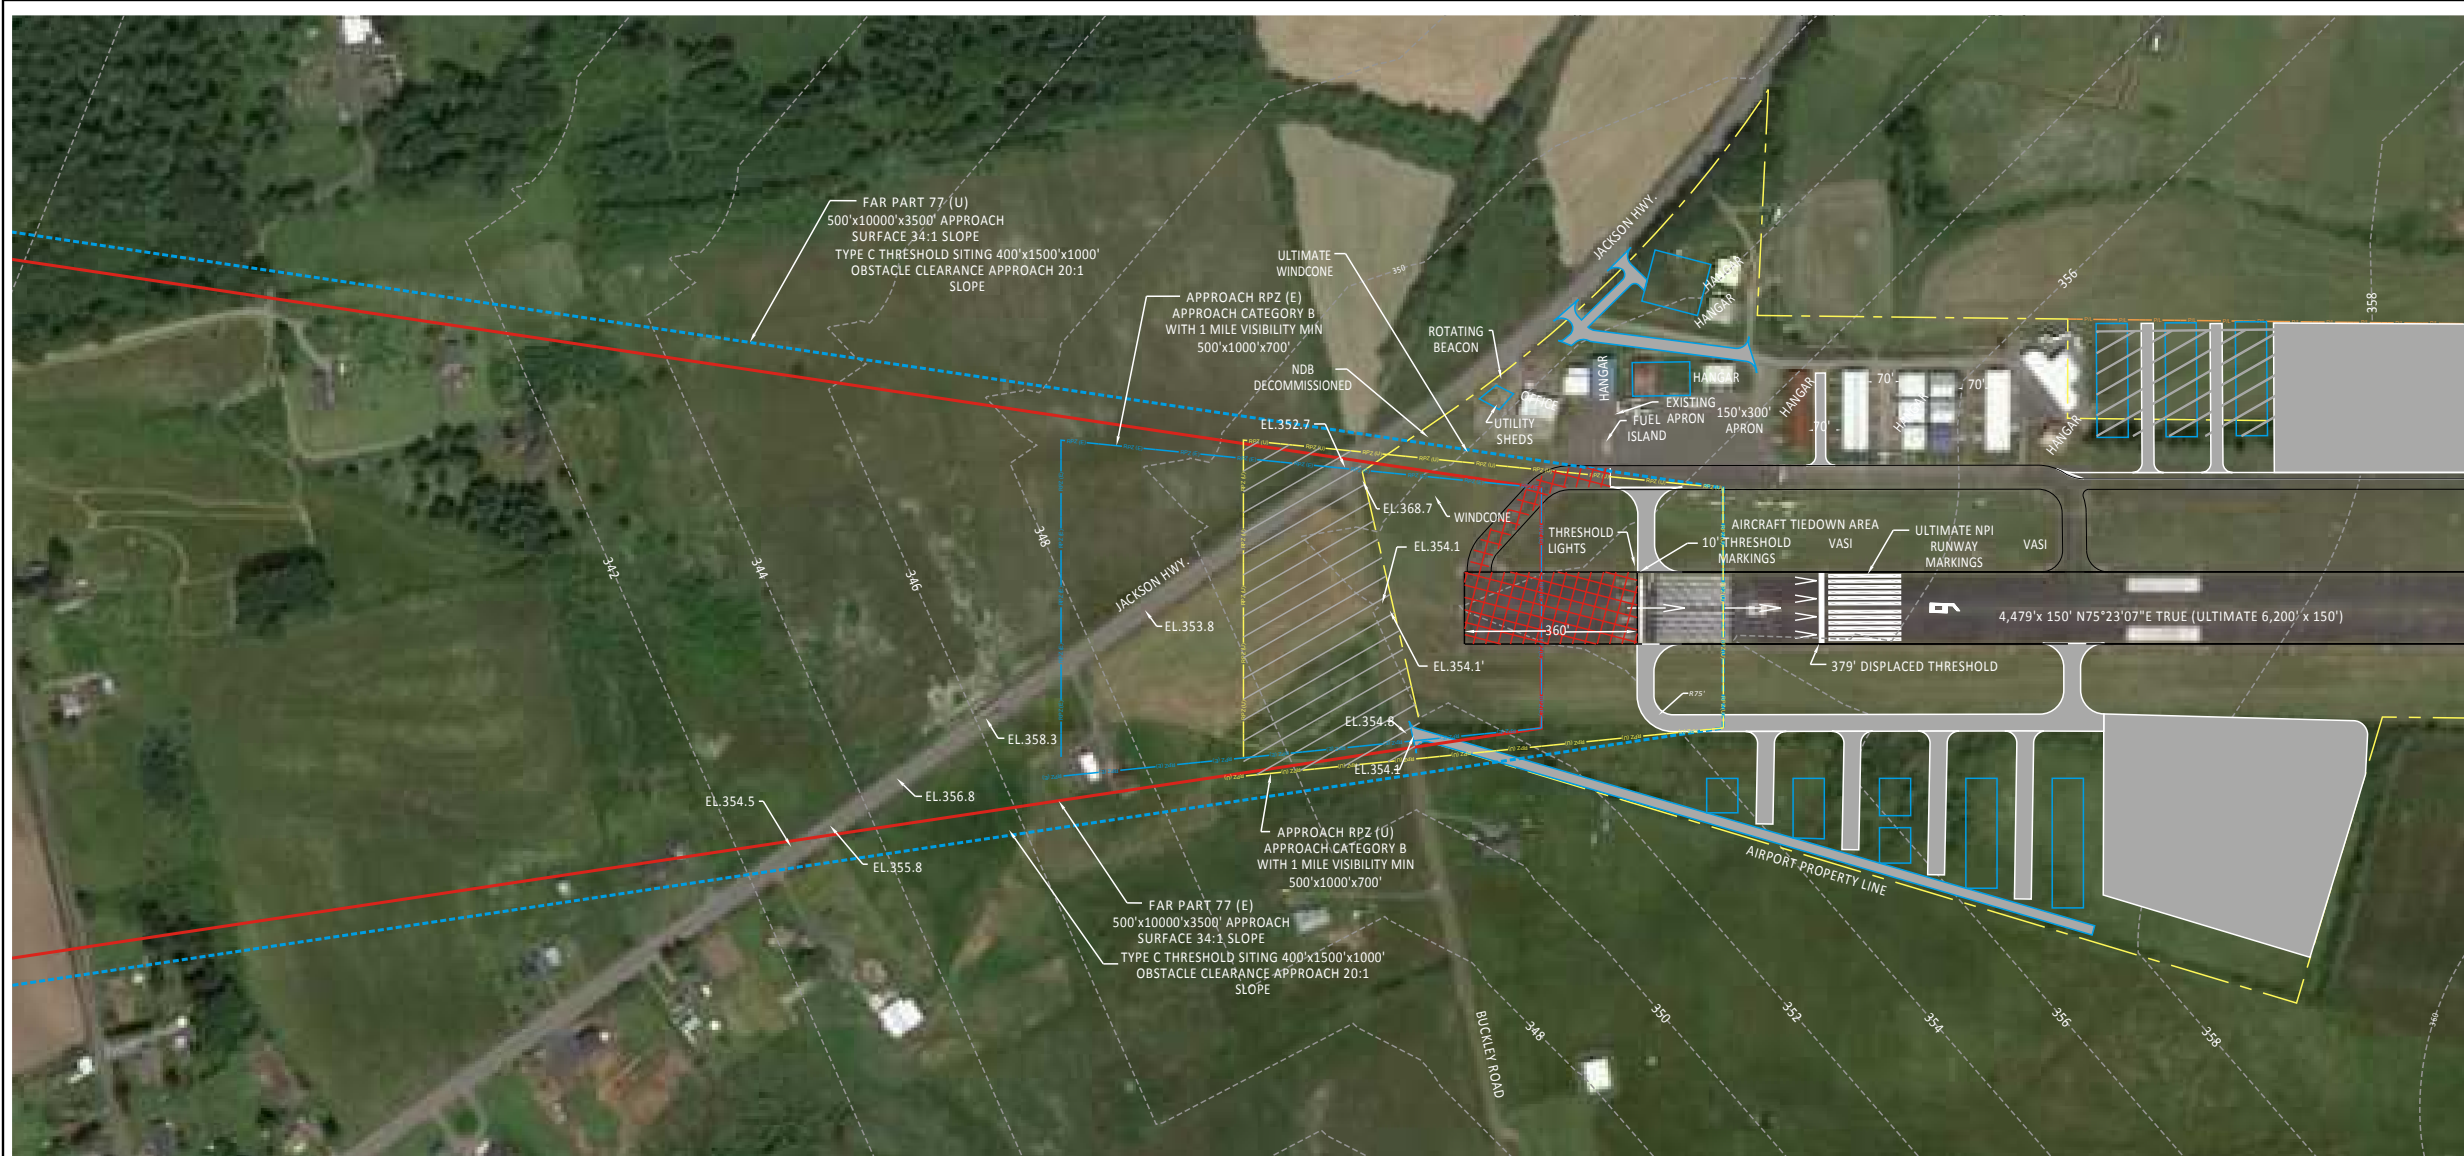 FAR PART 77 (U)
500'x10000'x3500' APPROACH
SURFACE 34:1 SLOPE
TYPE C THRESHOLD SITING 400'x1500'x1000'
OBSTACLE CLEARANCE APPROACH 20:1
SLOPE
APPROACH RPZ (E)
APPROACH CATEGORY B
WITH 1 MILE VISIBILITY MIN
500'x1000'x700'
ULTIMATE
WINDCONE
NDB
DECOMMISSIONED
ROTATING
BEACON
JACKSON HWY.
350
356
358
HANGAR
HANGAR
HANGAR
HANGAR
OFFICE
UTILITY
SHEDS
EXISTING
APRON
FUEL
ISLAND
150'x300'
APRON
HANGAR
70'
70'
70'
HANGAR
HANGAR
EL.352.7
EL.368.7
WINDCONE
EL.354.1
EL.354.1'
THRESHOLD
LIGHTS
AIRCRAFT TIEDOWN AREA
10' THRESHOLD
MARKINGS
VASI
ULTIMATE NPI
RUNWAY
MARKINGS
VASI
342
344
346
348
JACKSON HWY.
EL.353.8
360'
9
4,479'x 150' N75°23'07"E TRUE (ULTIMATE 6,200' x 150')
379' DISPLACED THRESHOLD
R75'
EL.358.3
EL.354.8
EL.354.1
EL.356.8
EL.354.5
EL.355.8
APPROACH RPZ (U)
APPROACH CATEGORY B
WITH 1 MILE VISIBILITY MIN
500'x1000'x700'
AIRPORT PROPERTY LINE
FAR PART 77 (E)
500'x10000'x3500' APPROACH
SURFACE 34:1 SLOPE
TYPE C THRESHOLD SITING 400'x1500'x1000'
OBSTACLE CLEARANCE APPROACH 20:1
SLOPE
BUCKLEY ROAD
348
350
352
354
356
358
360